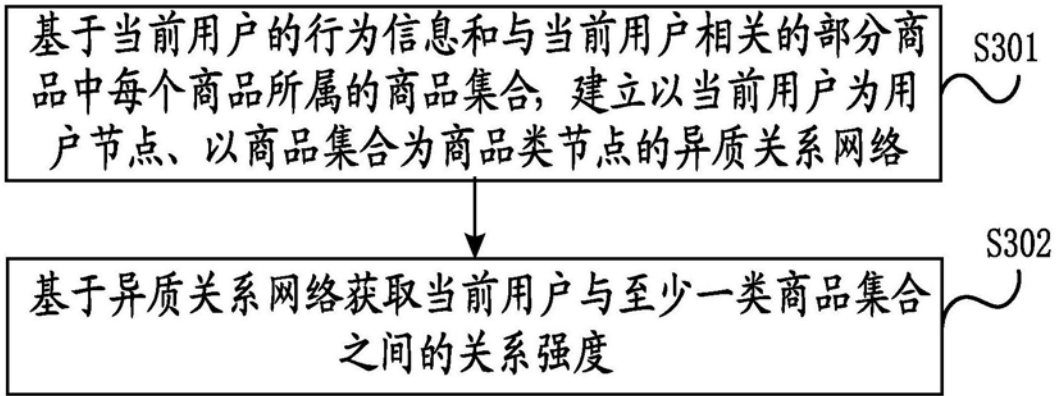 基于当前用户的行为信息和与当前用户相关的部分商
品中每个商品所属的商品集合,建立以当前用户为用
户节点、以商品集合为商品类节点的异质关系网络
S301
基于异质关系网络获取当前用户与至少一类商品集合
之间的关系强度
S302